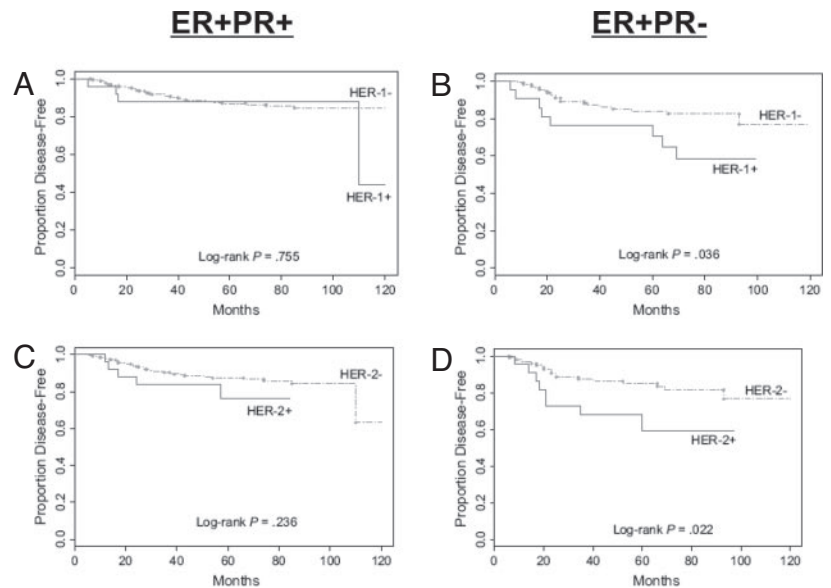 ER+PR+
ER+PR-
A
Proportion Disease-Free
1.0
0.8
0.6
0.4
0.2
0.0
HER-1-
HER-1+
Log-rank P = .755
0 20 40 60 80 100 120
Months
B
Proportion Disease-Free
1.0
0.8
0.6
0.4
0.2
0.0
HER-1-
HER-1+
Log-rank P = .036
0 20 40 60 80 100 120
Months
C
Proportion Disease-Free
1.0
0.8
0.6
0.4
0.2
0.0
HER-2-
HER-2+
Log-rank P = .236
0 20 40 60 80 100 120
Months
D
Proportion Disease-Free
1.0
0.8
0.6
0.4
0.2
0.0
HER-2-
HER-2+
Log-rank P = .022
0 20 40 60 80 100 120
Months